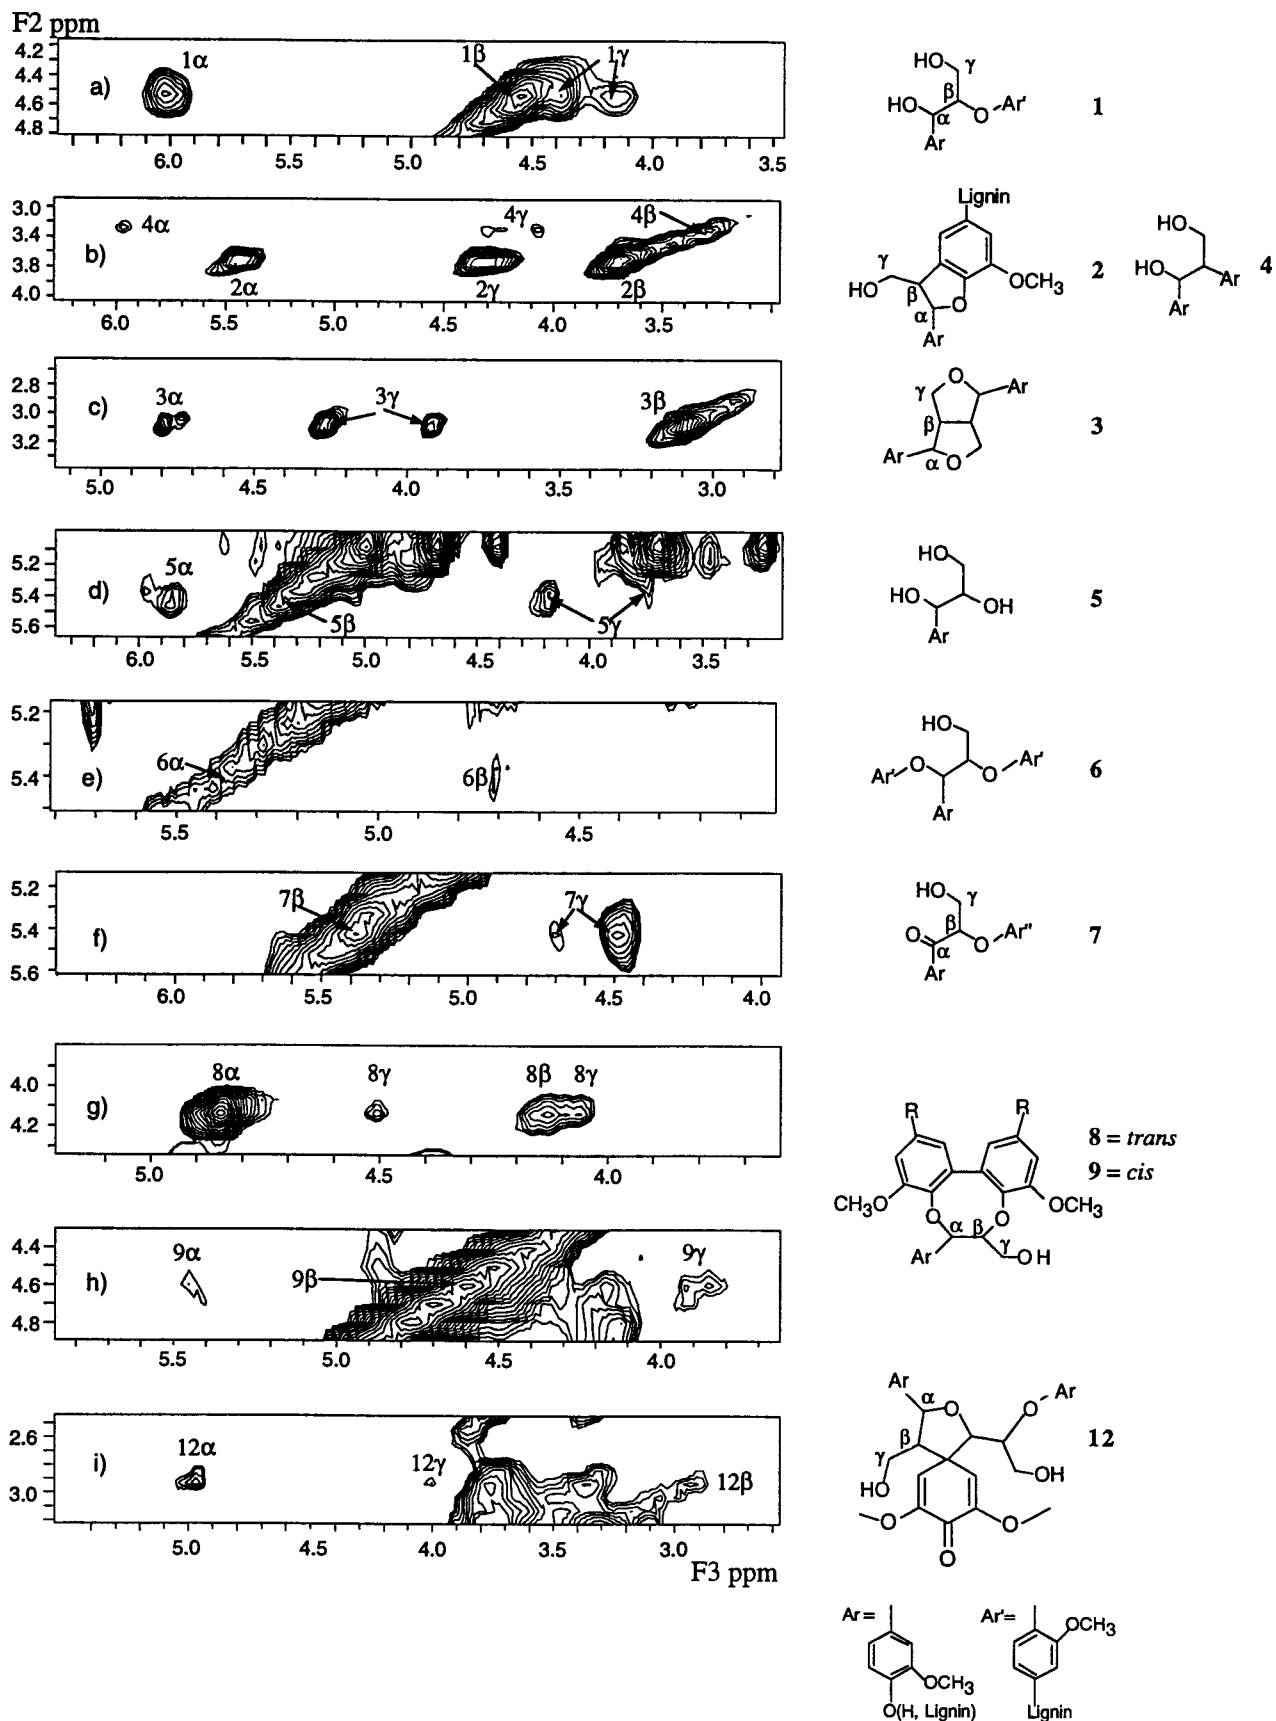 F2 ppm
a)
4.2
4.4
4.6
4.8
1α
1β
1γ
6.0 5.5 5.0 4.5 4.0 3.5
HO
γ
β
HO
α
O
Ar'
Ar
1
b)
3.0
3.4
3.8
4.0
4α
4γ
4β
2α
2γ
2β
6.0 5.5 5.0 4.5 4.0 3.5
Lignin
γ
HO
β
α
O
OCH3
Ar
2
HO
HO
Ar
Ar
4
c)
2.8
3.0
3.2
3α
3γ
3β
5.0 4.5 4.0 3.5 3.0
O
Ar
γ
β
Ar
α
O
3
d)
5.2
5.4
5.6
5α
5β
5γ
6.0 5.5 5.0 4.5 4.0 3.5
HO
HO
OH
Ar
5
e)
5.2
5.4
6α
6β
5.5 5.0 4.5
HO
Ar'
O
O
Ar'
Ar
6
f)
5.2
5.4
5.6
7β
7γ
6.0 5.5 5.0 4.5 4.0
HO
γ
β
O
α
O
Ar''
Ar
7
g)
4.0
4.2
8α
8γ
8β 8γ
5.0 4.5 4.0
R
R
8 = trans
9 = cis
CH3O
OCH3
O
α
β
O
Ar
γ
OH
h)
4.4
4.6
4.8
9α
9β
9γ
5.5 5.0 4.5 4.0
i)
2.6
3.0
12α
12γ
12β
5.0 4.0 3.5 3.0
F3 ppm
Ar
α
O
O
Ar
β
γ
HO
OH
O
O
O
12
Ar =
OCH3
O(H, Lignin)
Ar' =
OCH3
Lignin